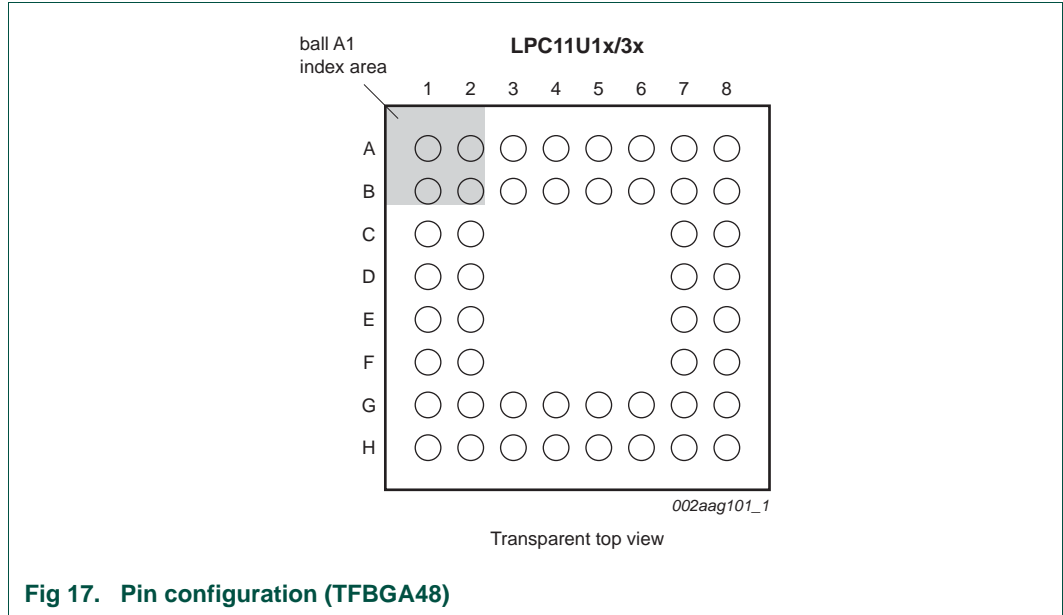 ball A1
index area
LPC11U1x/3x
1 2 3 4 5 6 7 8
A
B
C
D
E
F
G
H
002aag101_1
Transparent top view
Fig 17. Pin configuration (TFBGA48)